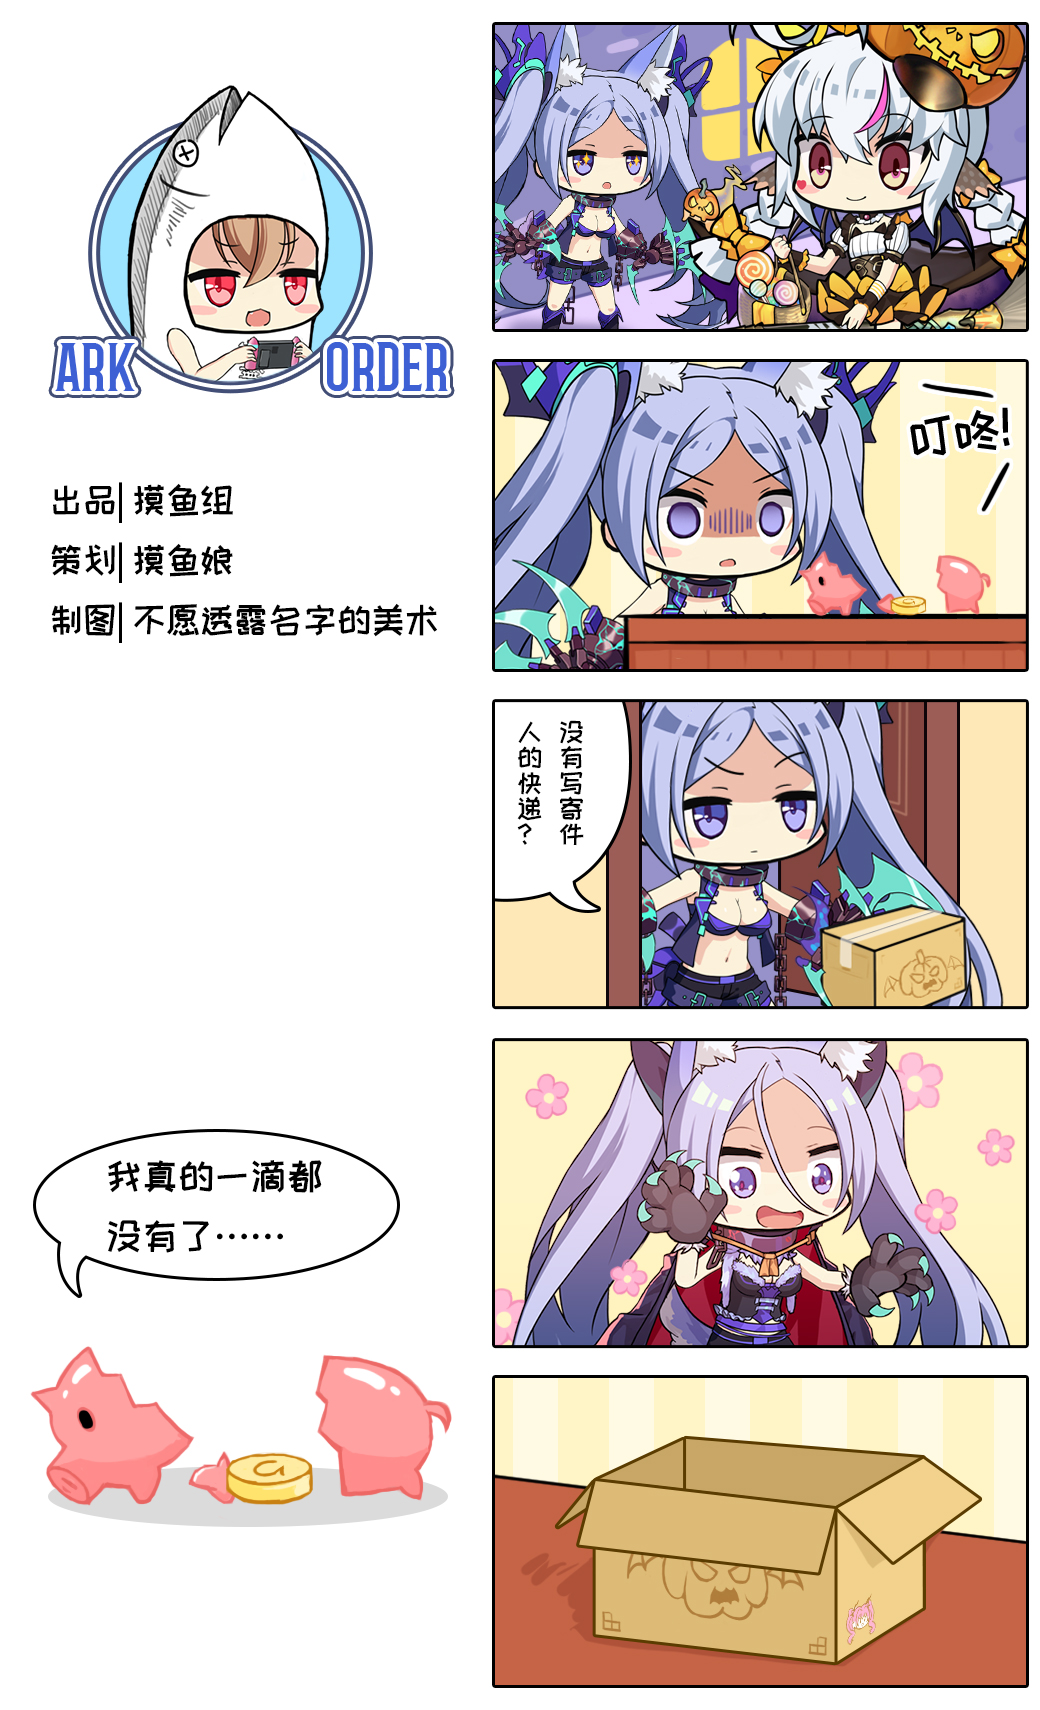 ARK ORDER
出品|摸鱼组
策划|摸鱼娘
制图|不愿透露名字的美术
叮咚!
没有写寄件
人的快递?
我真的一滴都
没有了……